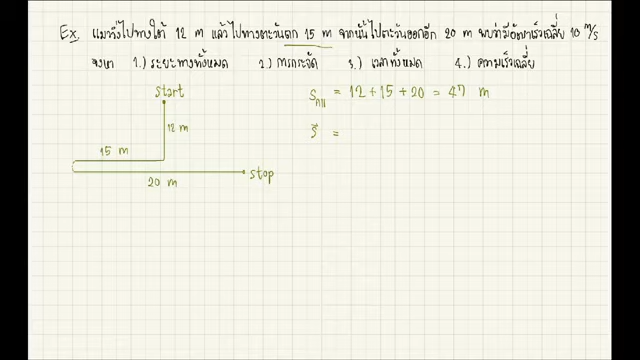 Ex. แมววิ่งไปทางใต้ 12 m แล้วไปทางตะวันตก 15 m จากนั้นไปตะวันออกอีก 20 m พบว่ามีอัตราเร็วเฉลี่ย 10 m/s
จงหา 1.) ระยะทางทั้งหมด 2.) การกระจัด 3.) เวลาทั้งหมด 4.) ความเร็วเฉลี่ย
start
S_All = 12 + 15 + 20 = 47 m
12 m
S⃗ =
15 m
stop
20 m